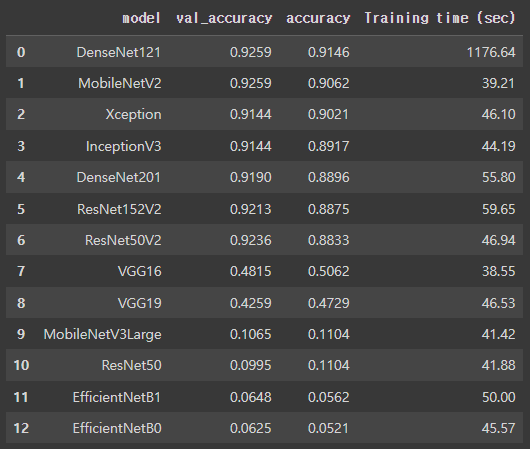 model val_accuracy accuracy Training time (sec)
0 DenseNet121 0.9259 0.9146 1176.64
1 MobileNetV2 0.9259 0.9062 39.21
2 Xception 0.9144 0.9021 46.10
3 InceptionV3 0.9144 0.8917 44.19
4 DenseNet201 0.9190 0.8896 55.80
5 ResNet152V2 0.9213 0.8875 59.65
6 ResNet50V2 0.9236 0.8833 46.94
7 VGG16 0.4815 0.5062 38.55
8 VGG19 0.4259 0.4729 46.53
9 MobileNetV3Large 0.1065 0.1104 41.42
10 ResNet50 0.0995 0.1104 41.88
11 EfficientNetB1 0.0648 0.0562 50.00
12 EfficientNetB0 0.0625 0.0521 45.57